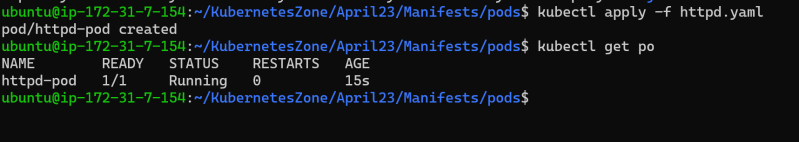 ubuntu@ip-172-31-7-154:~/KubernetesZone/April23/Manifests/pods$ kubectl apply -f httpd.yaml
pod/httpd-pod created
ubuntu@ip-172-31-7-154:~/KubernetesZone/April23/Manifests/pods$ kubectl get po
NAME        READY   STATUS    RESTARTS   AGE
httpd-pod   1/1     Running   0          15s
ubuntu@ip-172-31-7-154:~/KubernetesZone/April23/Manifests/pods$